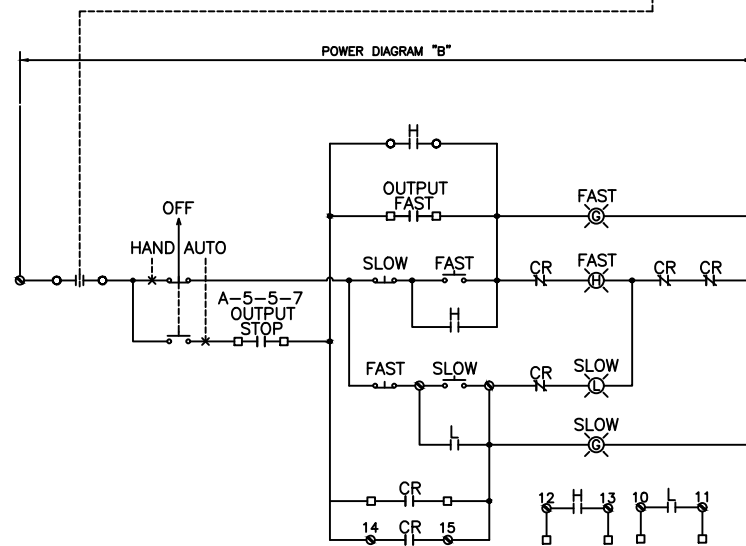 POWER DIAGRAM "B"
H
OUTPUT
FAST
FAST
G
OFF
HAND AUTO
SLOW FAST CR FAST CR CR
H
A-5-5-7
OUTPUT
STOP
H
FAST SLOW CR SLOW
L
L
SLOW
G
CR
14 CR 15
12 H 13 10 L 11